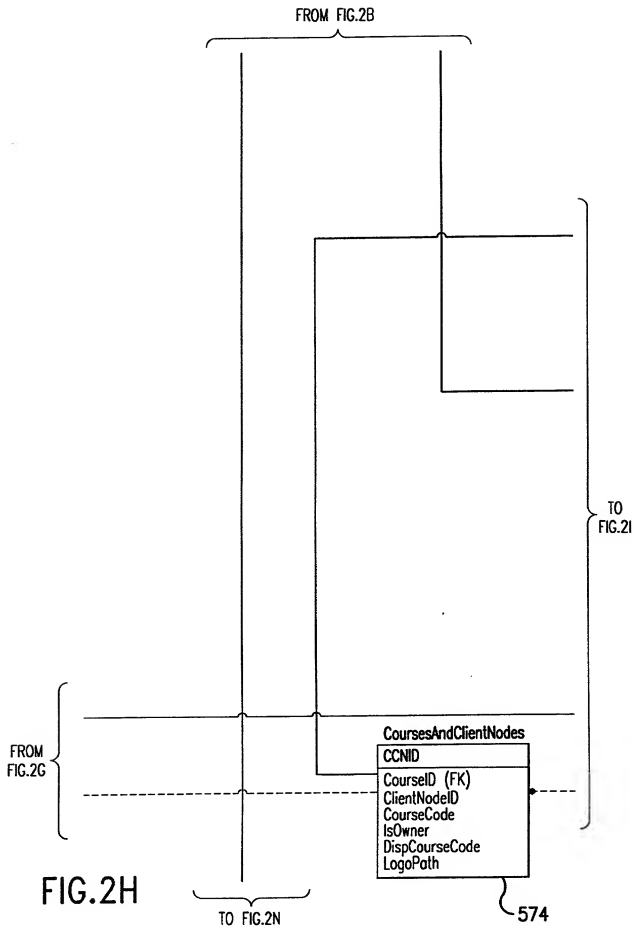 FROM FIG.2B
TO
FIG.2I
FROM
FIG.2G
CoursesAndClientNodes
CCNID
CourseID (FK)
ClientNodeID
CourseCode
IsOwner
DispCourseCode
LogoPath
574
FIG.2H
TO FIG.2N